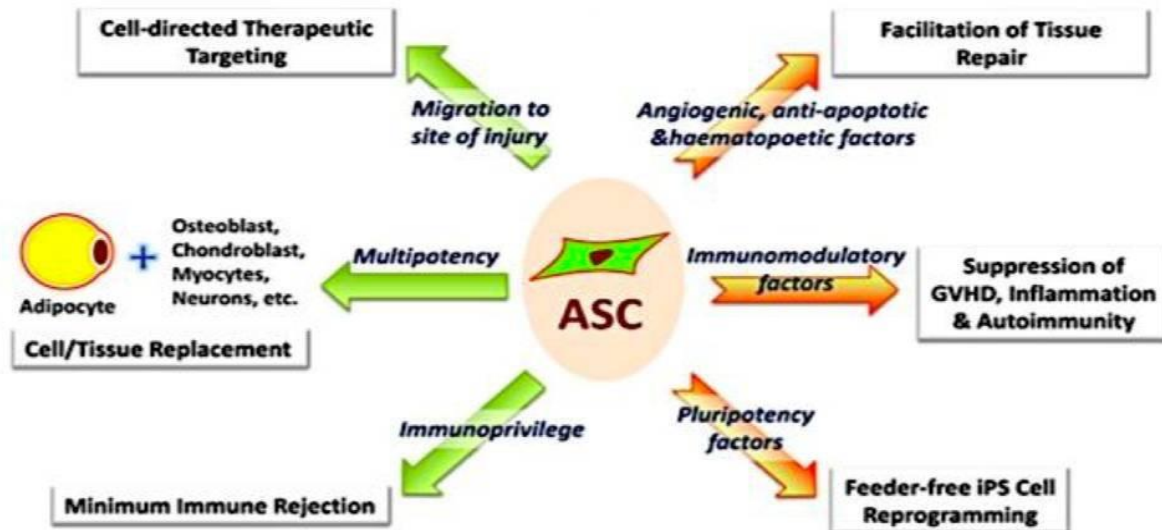 Cell-directed Therapeutic
Targeting
Facilitation of Tissue
Repair
Migration to
site of injury
Angiogenic, anti-apoptotic
&haematopoetic factors
Osteoblast,
Chondroblast,
Myocytes,
Neurons, etc.
+
Adipocyte
Cell/Tissue Replacement
Multipotency
ASC
Immunomodulatory
factors
Suppression of
GVHD, Inflammation
& Autoimmunity
Immunoprivilege
Pluripotency
factors
Minimum Immune Rejection
Feeder-free iPS Cell
Reprogramming